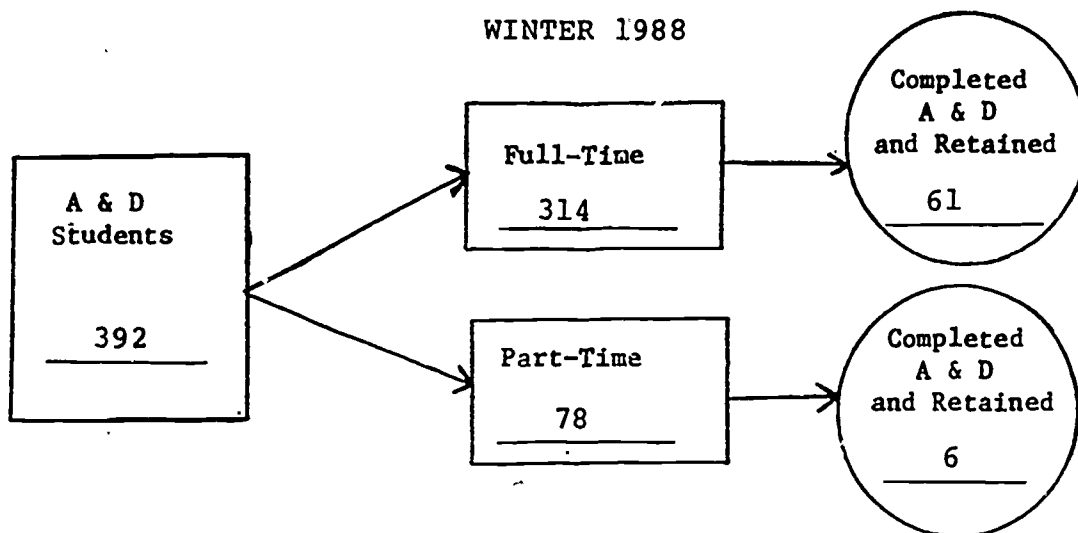 WINTER 1988
A & D
Students
392
Full-Time
314
Completed
A & D
and Retained
61
Part-Time
78
Completed
A & D
and Retained
6